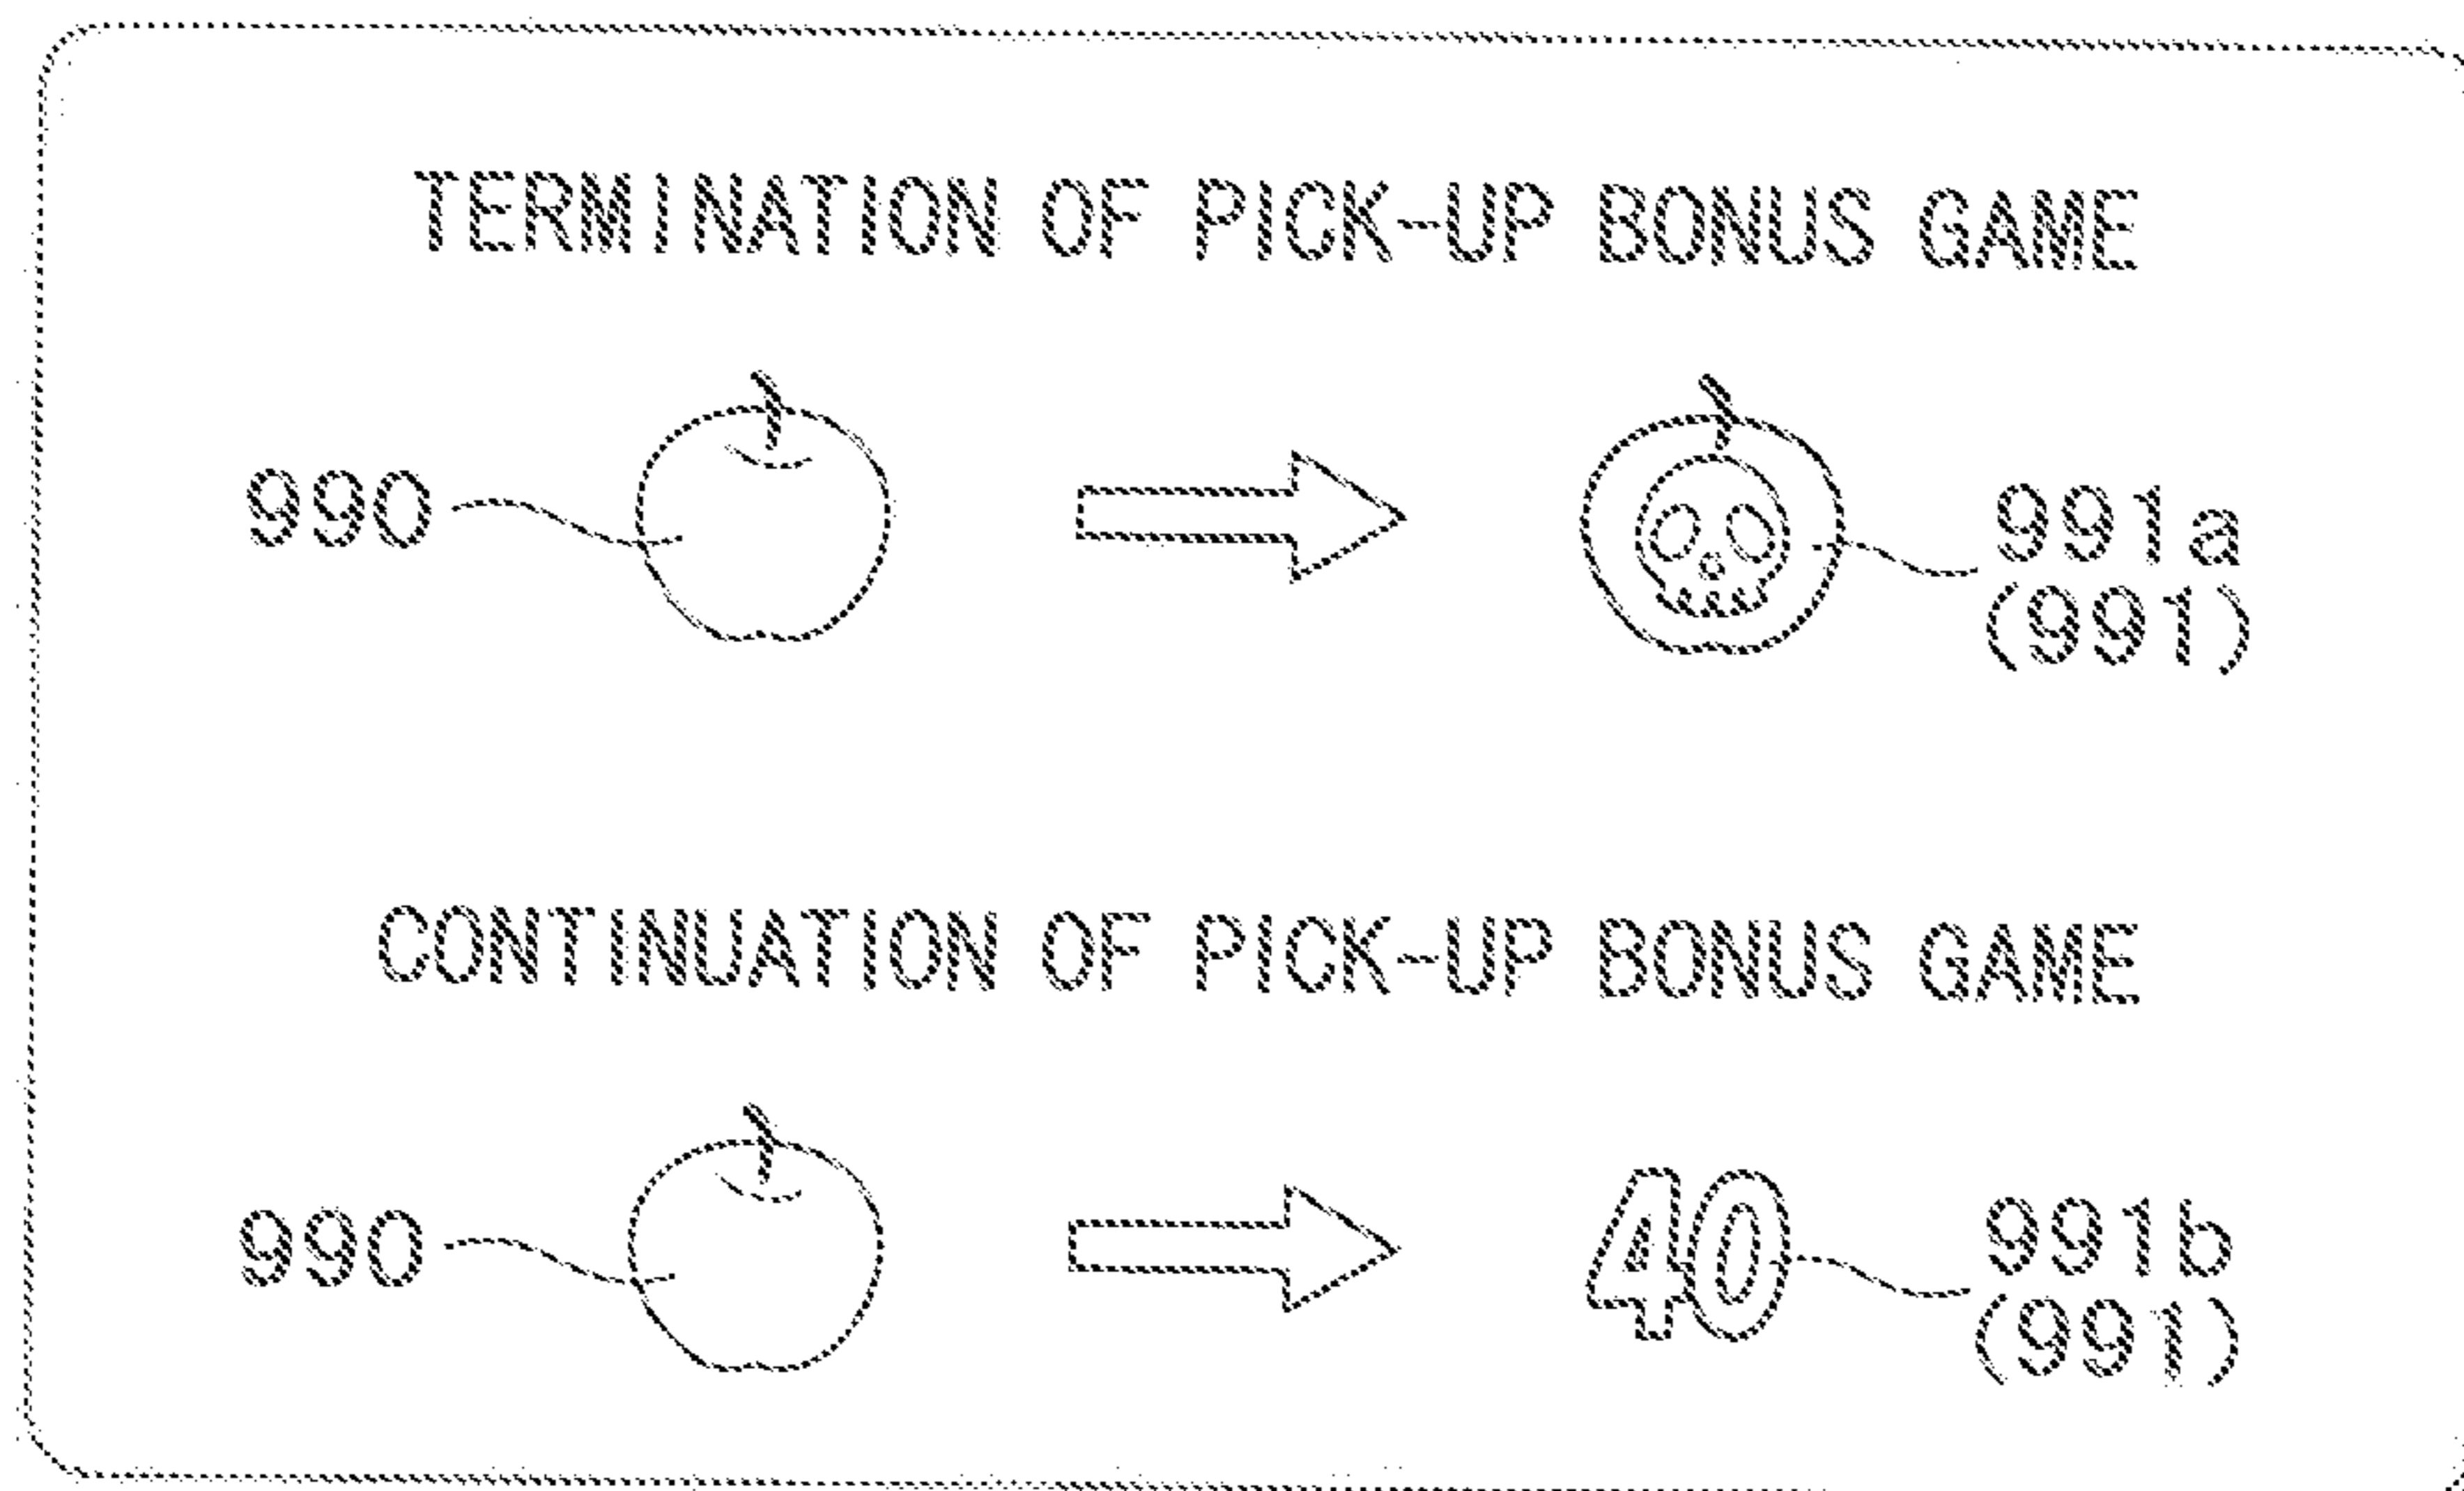 TERMINATION OF PICK-UP BONUS GAME
990
991a
(991)
CONTINUATION OF PICK-UP BONUS GAME
990
40
991b
(991)